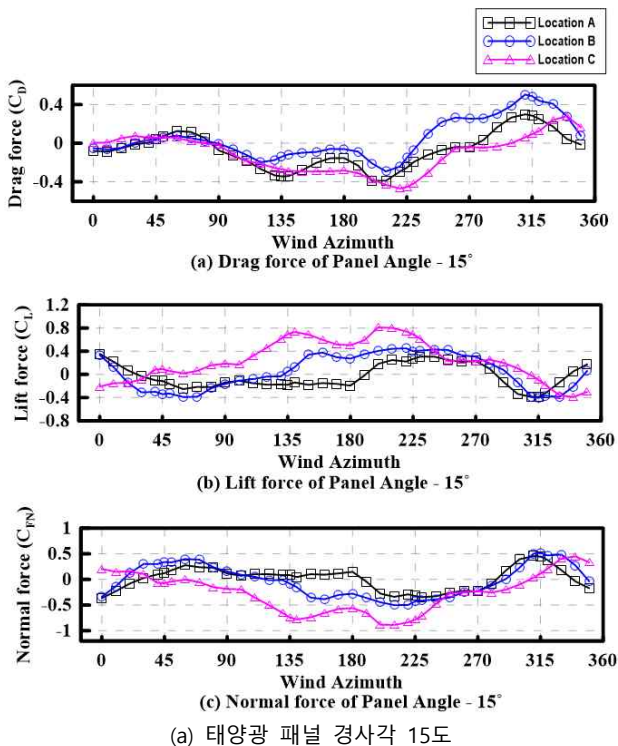 Location A
Location B
Location C
Drag force (C_D)
0.4
0
-0.4
0 45 90 135 180 225 270 315 360
Wind Azimuth
(a) Drag force of Panel Angle - 15°
Lift force (C_L)
1.2
0.8
0.4
0
-0.4
-0.8
0 45 90 135 180 225 270 315 360
Wind Azimuth
(b) Lift force of Panel Angle - 15°
Normal force (C_FN)
1
0.5
0
-0.5
-1
0 45 90 135 180 225 270 315 360
Wind Azimuth
(c) Normal force of Panel Angle - 15°
(a) 태양광 패널 경사각 15도